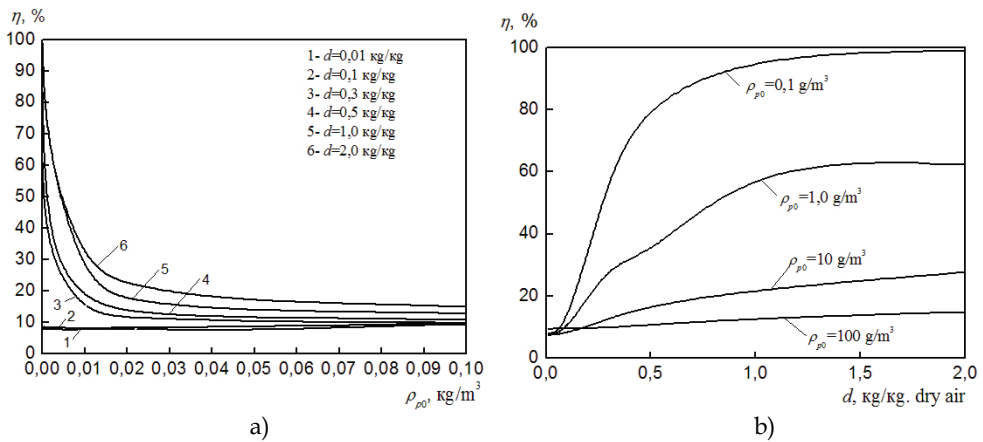 η, %
100
90
80
70
60
50
40
30
20
10
0
1- d=0,01 кg/кg
2- d=0,1 кg/кg
3- d=0,3 кg/кg
4- d=0,5 кg/кg
5- d=1,0 кg/кg
6- d=2,0 кg/кg
6
5
4
3
2
1
0,00 0,01 0,02 0,03 0,04 0,05 0,06 0,07 0,08 0,09 0,10
ρp0, кg/m³
a)
η, %
100
80
60
40
20
0
ρp0=0,1 g/m³
ρp0=1,0 g/m³
ρp0=10 g/m³
ρp0=100 g/m³
0,0 0,5 1,0 1,5 2,0
d, кg/кg. dry air
b)